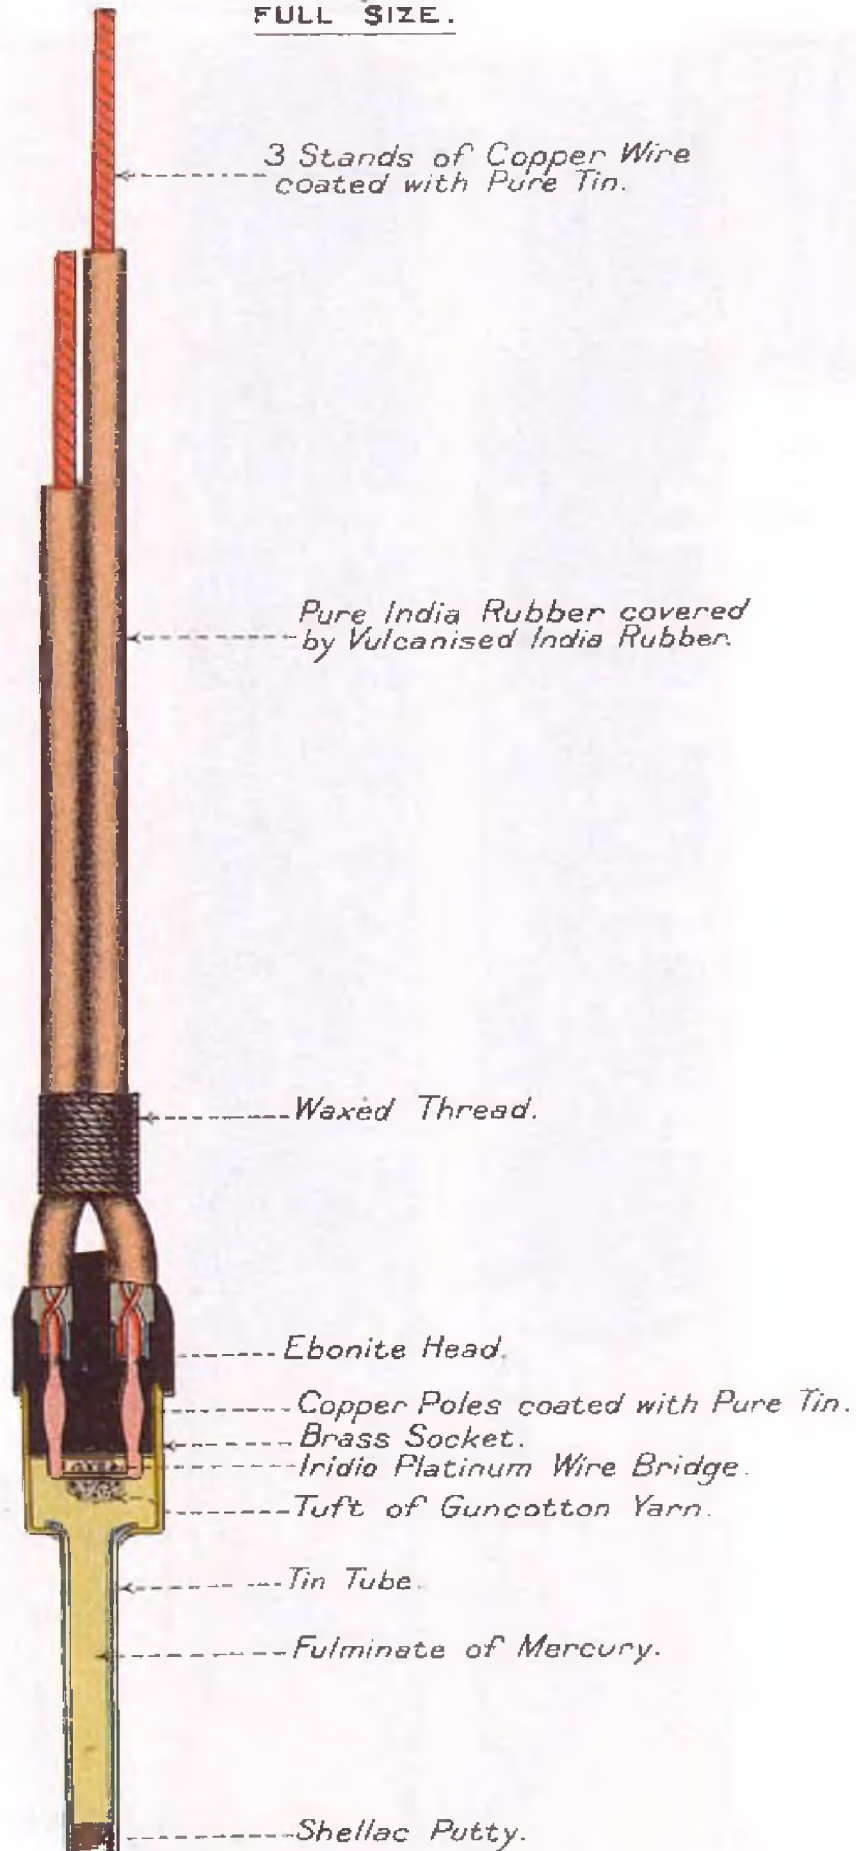 FULL SIZE.
3 Stands of Copper Wire
coated with Pure Tin.
Pure India Rubber covered
by Vulcanised India Rubber.
Waxed Thread.
Ebonite Head.
Copper Poles coated with Pure Tin.
Brass Socket.
Iridio Platinum Wire Bridge.
Tuft of Guncotton Yarn.
Tin Tube.
Fulminate of Mercury.
Shellac Putty.